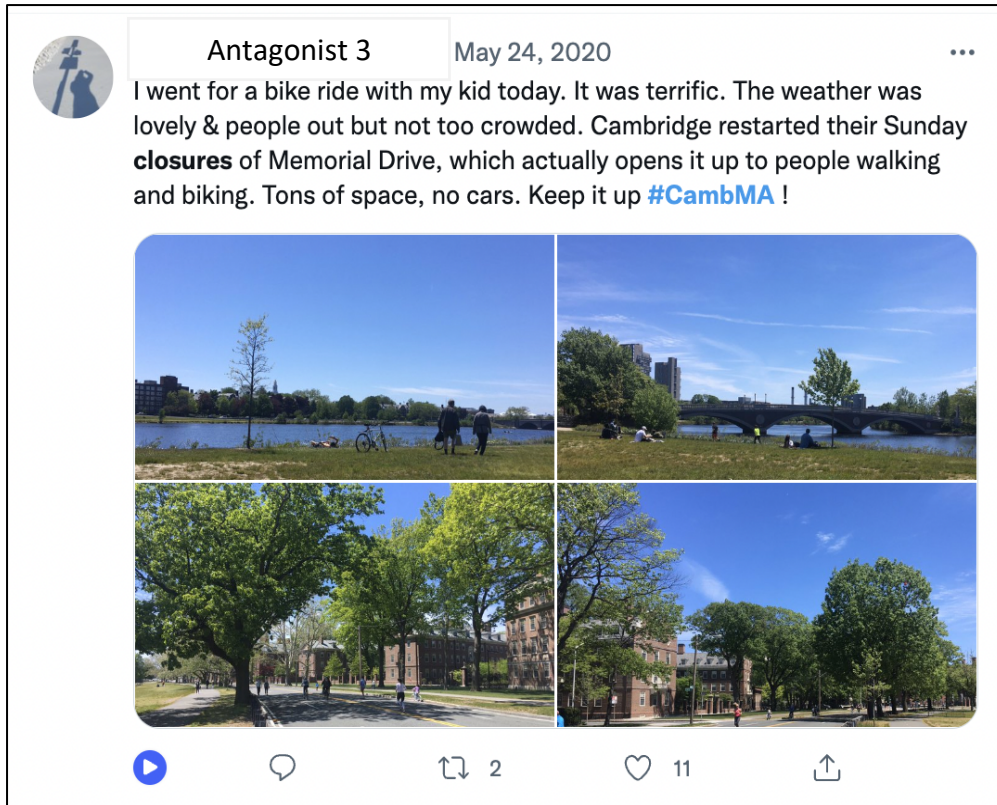 Antagonist 3
May 24, 2020
I went for a bike ride with my kid today. It was terrific. The weather was
lovely & people out but not too crowded. Cambridge restarted their Sunday
closures of Memorial Drive, which actually opens it up to people walking
and biking. Tons of space, no cars. Keep it up #CambMA !
2
11